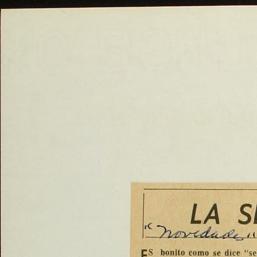 LA S
"novedades"
ES bonito como se dice "se